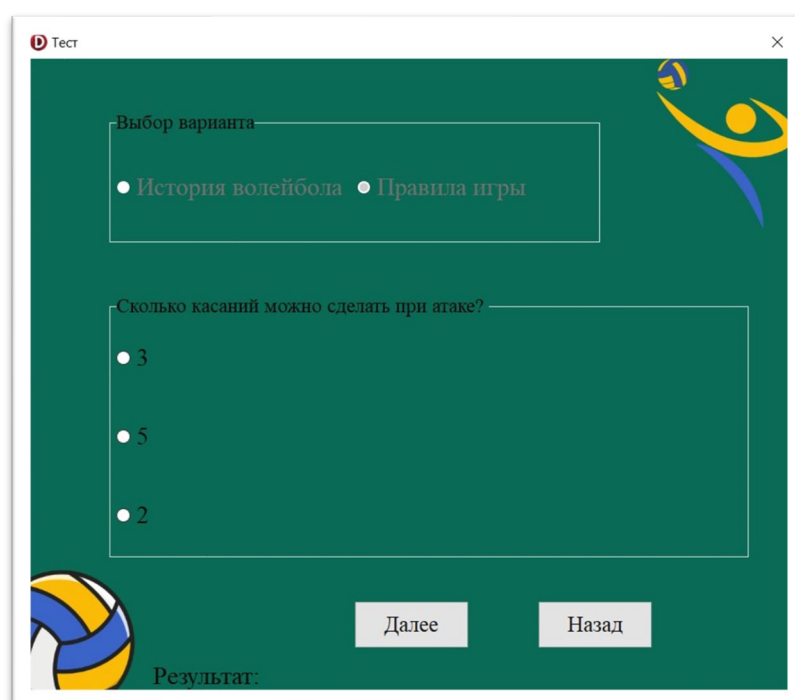 Тест
Выбор варианта
История волейбола Правила игры
Сколько касаний можно сделать при атаке?
3
5
2
Далее Назад
Результат: